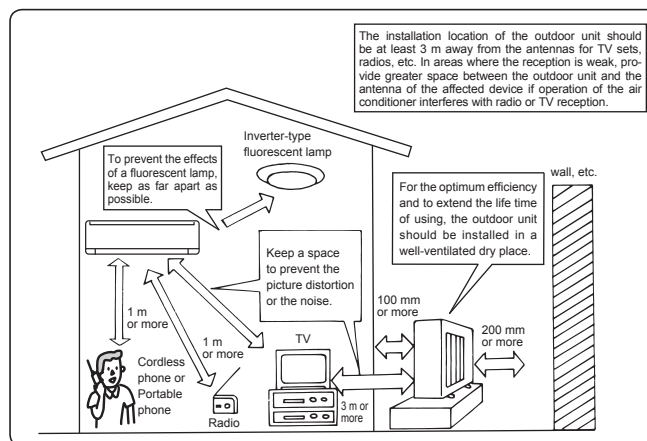 The installation location of the outdoor unit should
be at least 3 m away from the antennas for TV sets,
radios, etc. In areas where the reception is weak, pro-
vide greater space between the outdoor unit and the
antenna of the affected device if operation of the air
conditioner interferes with radio or TV reception.
Inverter-type
fluorescent lamp
To prevent the effects
of a fluorescent lamp,
keep as far apart as
possible.
wall, etc.
For the optimum efficiency
and to extend the life time
of using, the outdoor unit
should be installed in a
well-ventilated dry place.
Keep a space
to prevent the
picture distortion
or the noise.
100 mm
or more
200 mm
or more
1 m
or more
1 m
or more
TV
Cordless
phone or
Portable
phone
Radio
3 m or
more